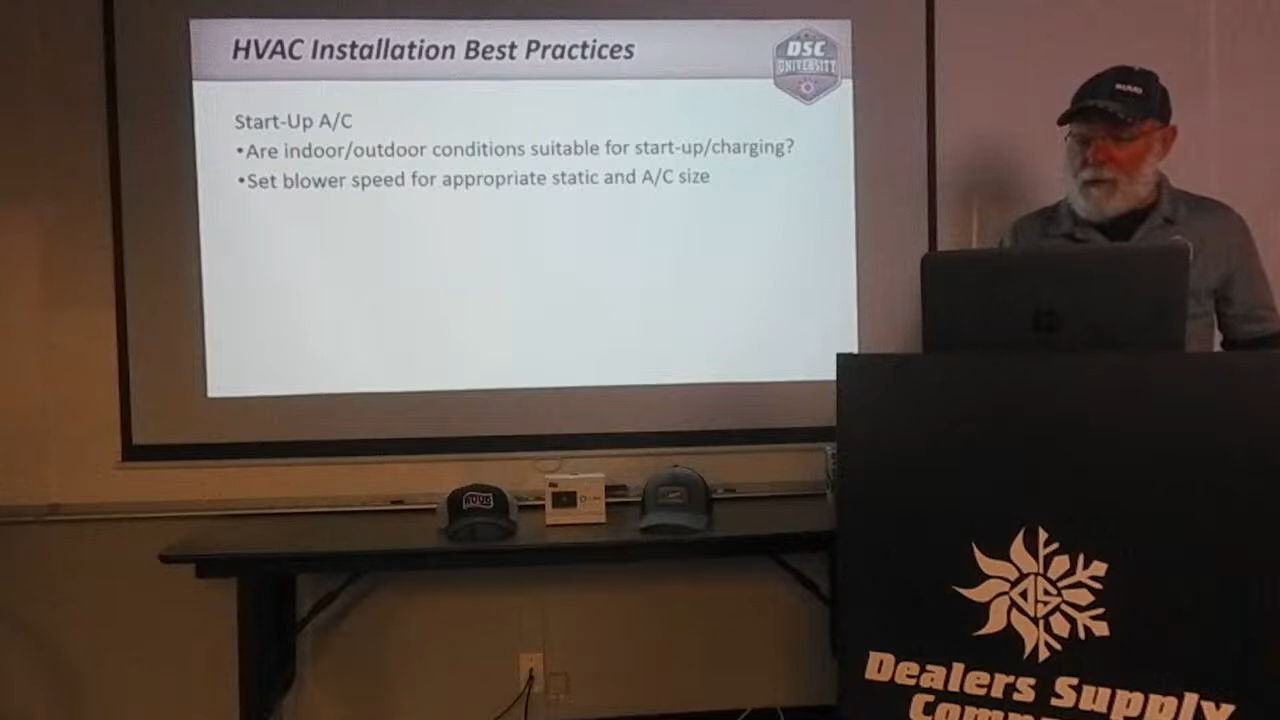 HVAC Installation Best Practices
DSC
UNIVERSITY
Start-Up A/C
•Are indoor/outdoor conditions suitable for start-up/charging?
•Set blower speed for appropriate static and A/C size
DS
Dealers Supply